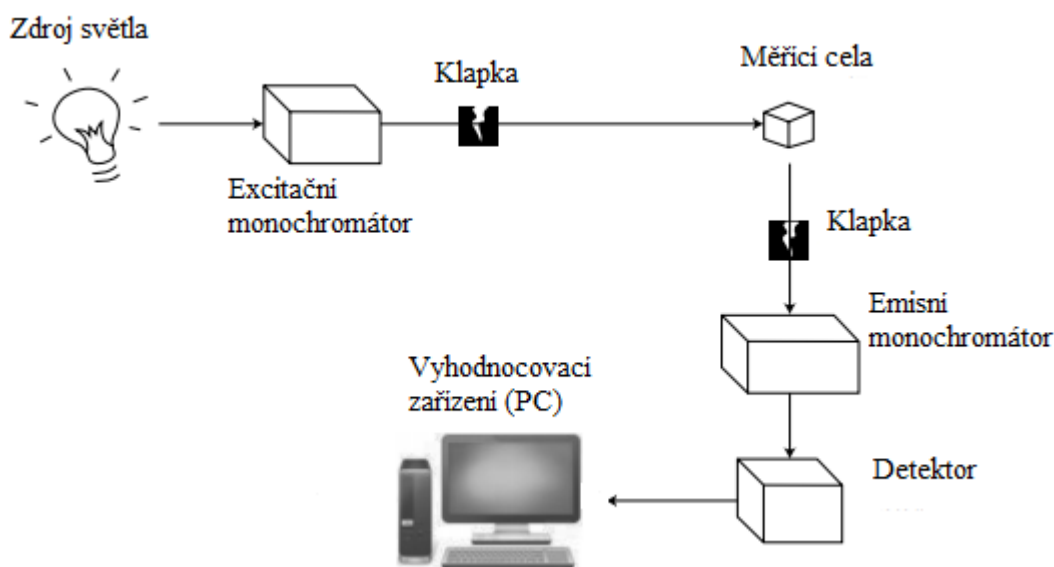 Zdroj světla
Klapka
Měřicí cela
Excitační
monochromátor
Klapka
Emisní
monochromátor
Vyhodnocovací
zařízení (PC)
Detektor